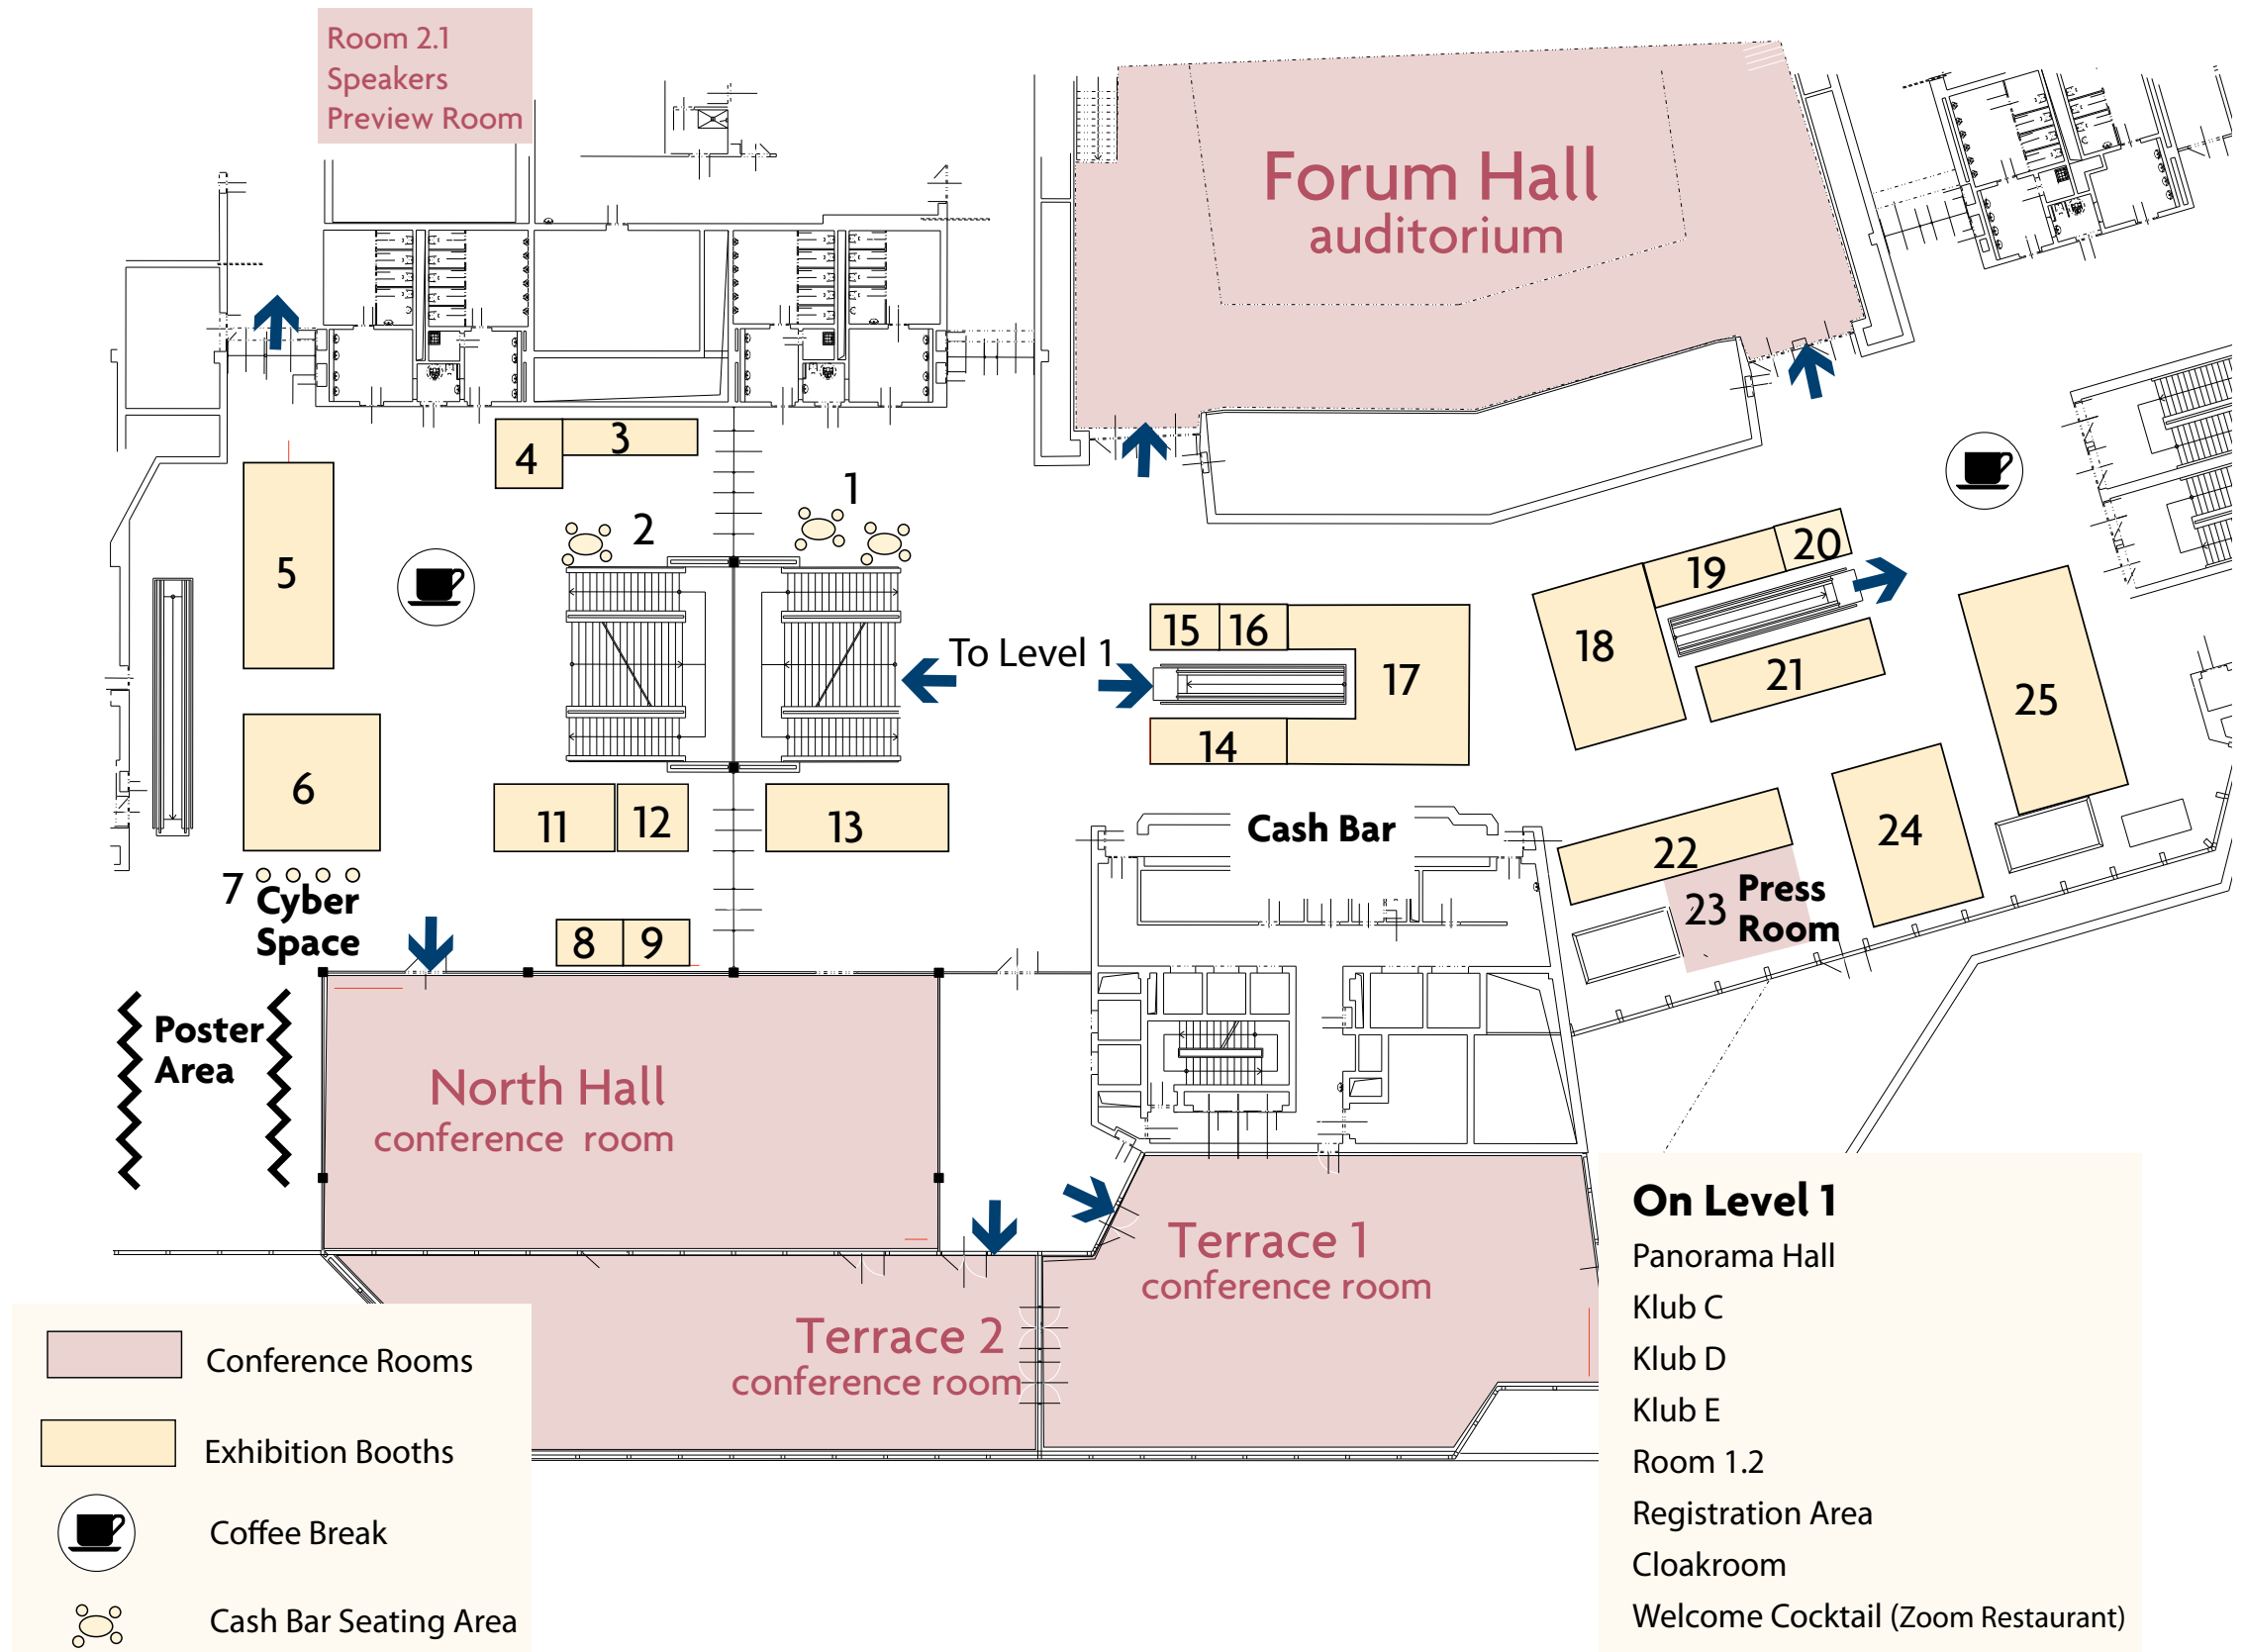 Room 2.1
Speakers
Preview Room
Forum Hall
auditorium
4
3
1
2
5
20
19
18
21
25
15
16
17
14
To Level 1
6
11
12
13
Cash Bar
22
24
23
Press
Room
7
Cyber
Space
8
9
Poster
Area
North Hall
conference room
Terrace 1
conference room
Terrace 2
conference room
Conference Rooms
Exhibition Booths
Coffee Break
Cash Bar Seating Area
On Level 1
Panorama Hall
Klub C
Klub D
Klub E
Room 1.2
Registration Area
Cloakroom
Welcome Cocktail (Zoom Restaurant)